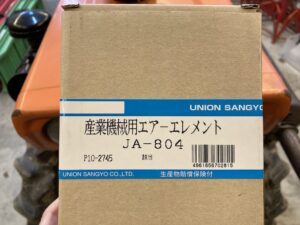 UNION SANGYO
産業機械用エアーエレメント
JA-804
P10-2745
4961656702815
UNION SANGYO CO.,LTD.
生産物賠償保険付